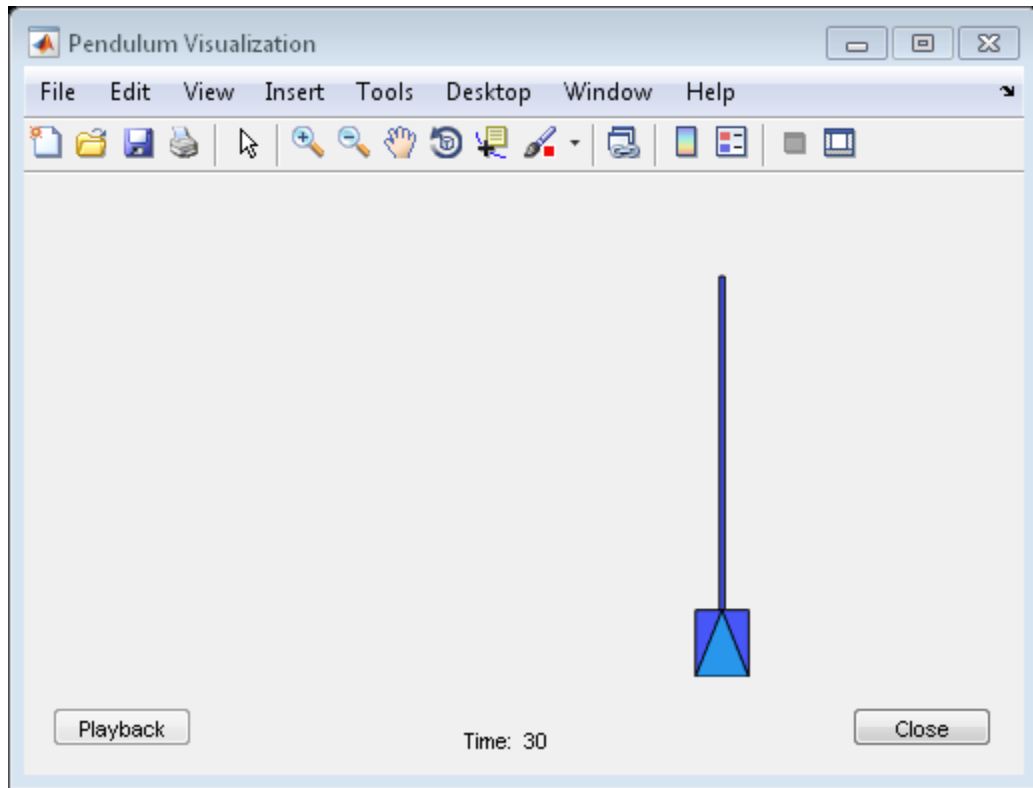 Pendulum Visualization
File Edit View Insert Tools Desktop Window Help
Playback
Time: 30
Close